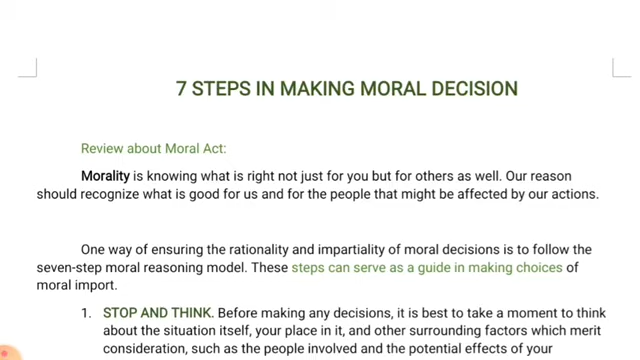 7 STEPS IN MAKING MORAL DECISION
Review about Moral Act:
Morality is knowing what is right not just for you but for others as well. Our reason
should recognize what is good for us and for the people that might be affected by our actions.
One way of ensuring the rationality and impartiality of moral decisions is to follow the
seven-step moral reasoning model. These steps can serve as a guide in making choices of
moral import.
1. STOP AND THINK. Before making any decisions, it is best to take a moment to think
about the situation itself, your place in it, and other surrounding factors which merit
consideration, such as the people involved and the potential effects of your